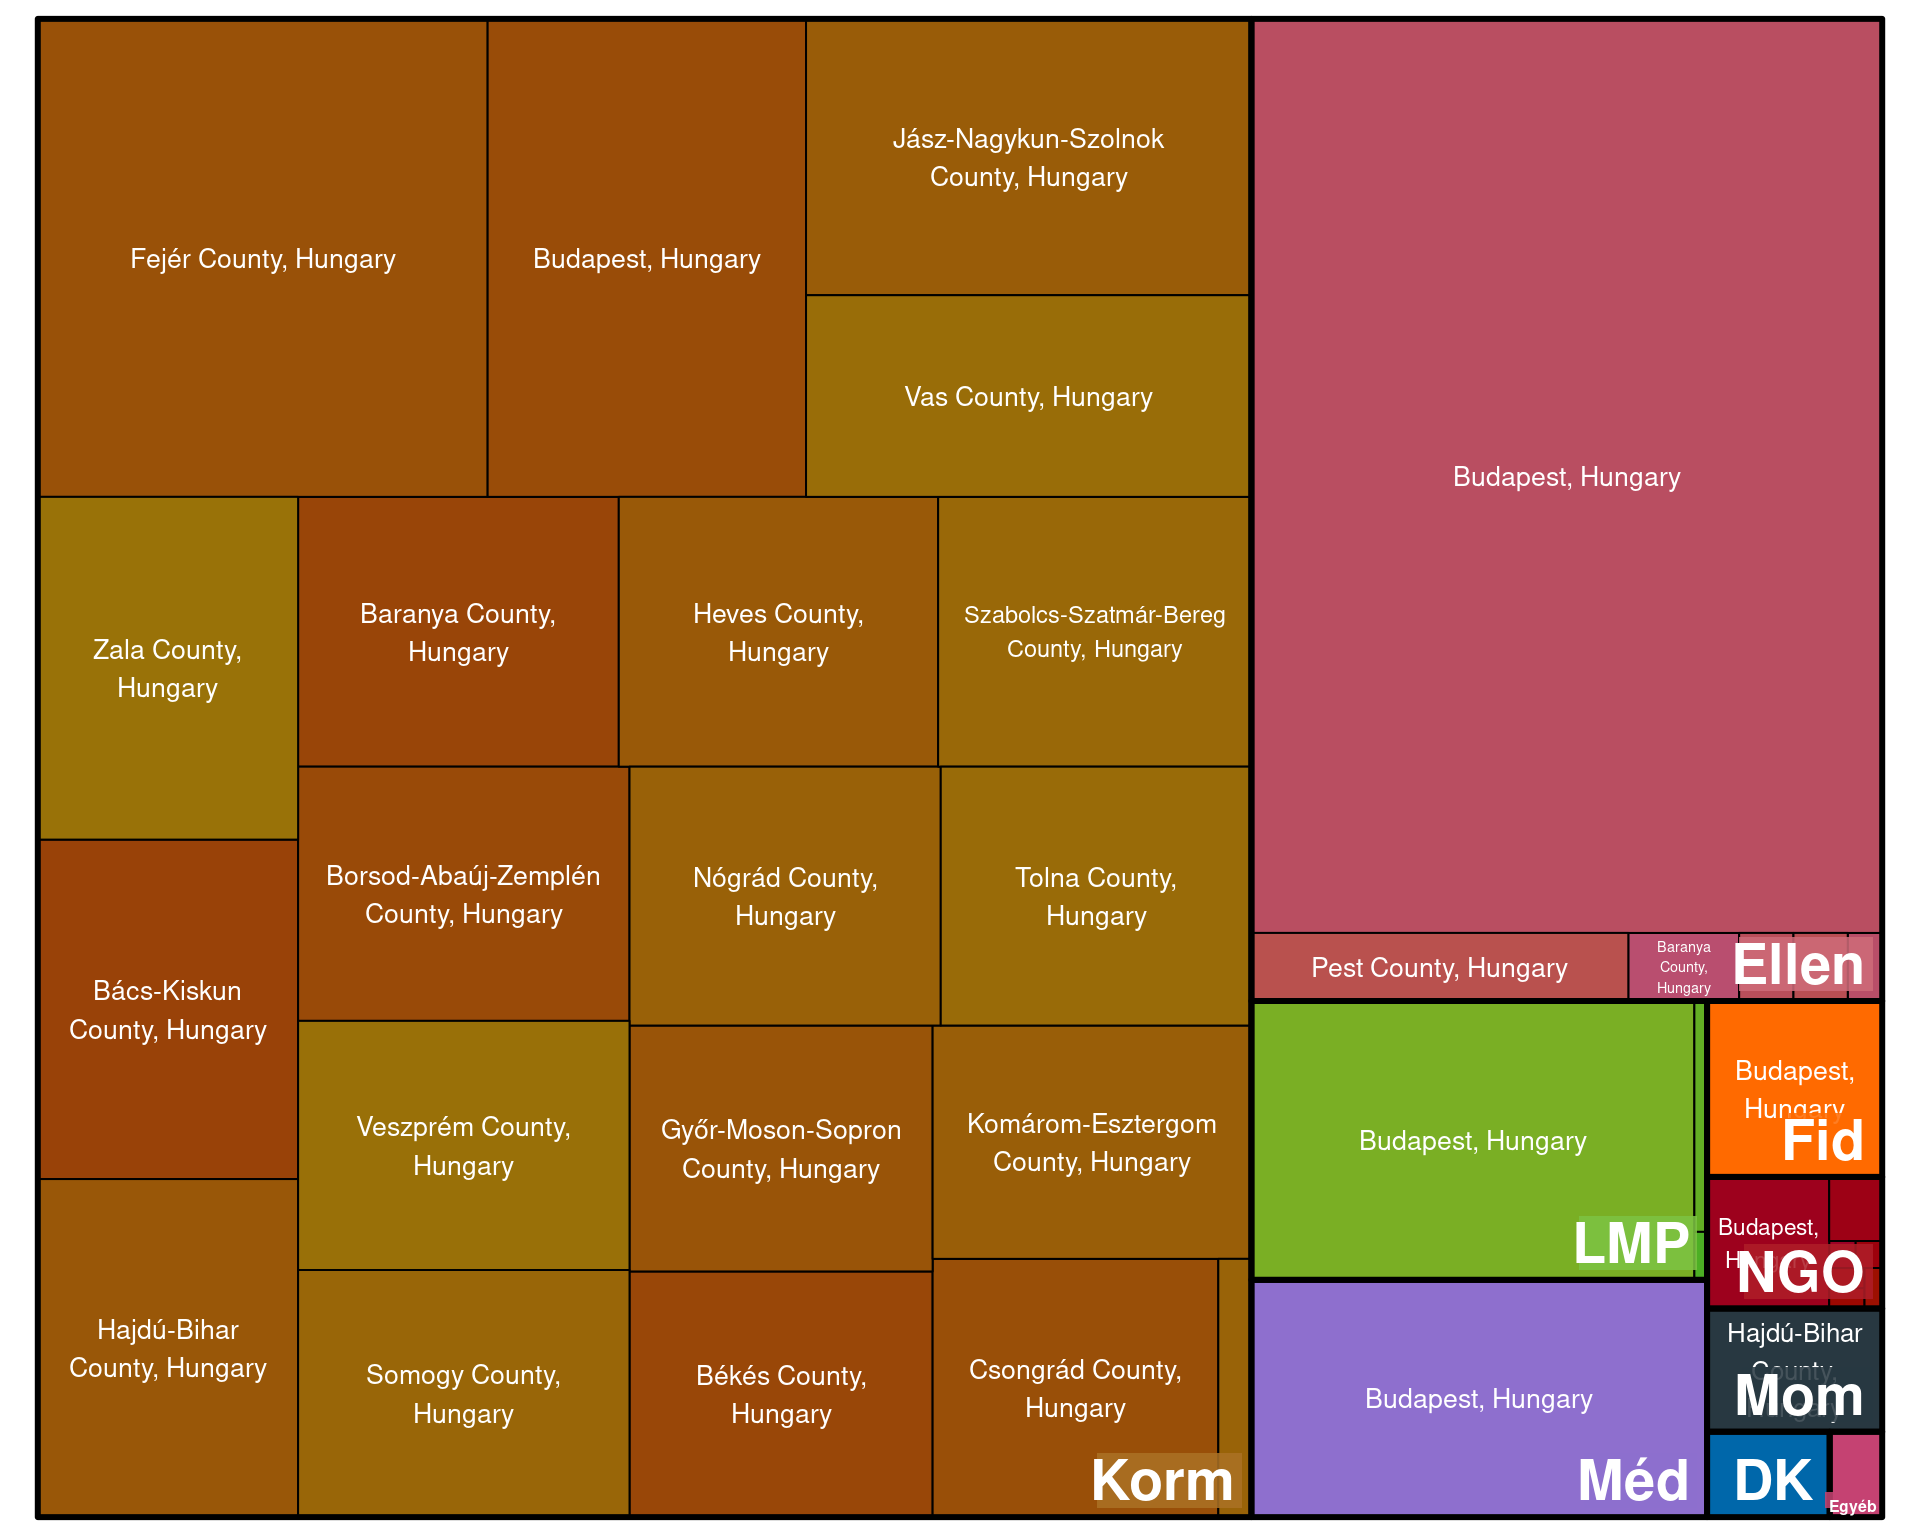 Fejér County, Hungary
Budapest, Hungary
Jász-Nagykun-Szolnok
County, Hungary
Vas County, Hungary
Zala County,
Hungary
Baranya County,
Hungary
Heves County,
Hungary
Szabolcs-Szatmár-Bereg
County, Hungary
Bács-Kiskun
County, Hungary
Borsod-Abaúj-Zemplén
County, Hungary
Nógrád County,
Hungary
Tolna County,
Hungary
Veszprém County,
Hungary
Győr-Moson-Sopron
County, Hungary
Komárom-Esztergom
County, Hungary
Hajdú-Bihar
County, Hungary
Somogy County,
Hungary
Békés County,
Hungary
Csongrád County,
Hungary
Korm
Budapest, Hungary
Pest County, Hungary
Baranya
County,
Hungary
Ellen
Budapest, Hungary
LMP
Budapest, Hungary
Méd
Budapest,
Hungary
Fid
Budapest,
NGO
Hajdú-Bihar
County,
Mom
DK
Egyéb